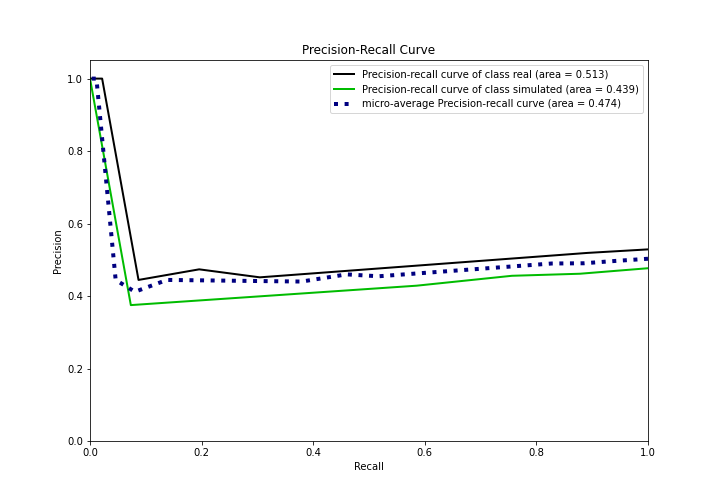 Precision-Recall Curve
Precision-recall curve of class real (area = 0.513)
Precision-recall curve of class simulated (area = 0.439)
micro-average Precision-recall curve (area = 0.474)
1.0
0.8
0.6
0.4
0.2
0.0
Precision
0.0 0.2 0.4 0.6 0.8 1.0
Recall